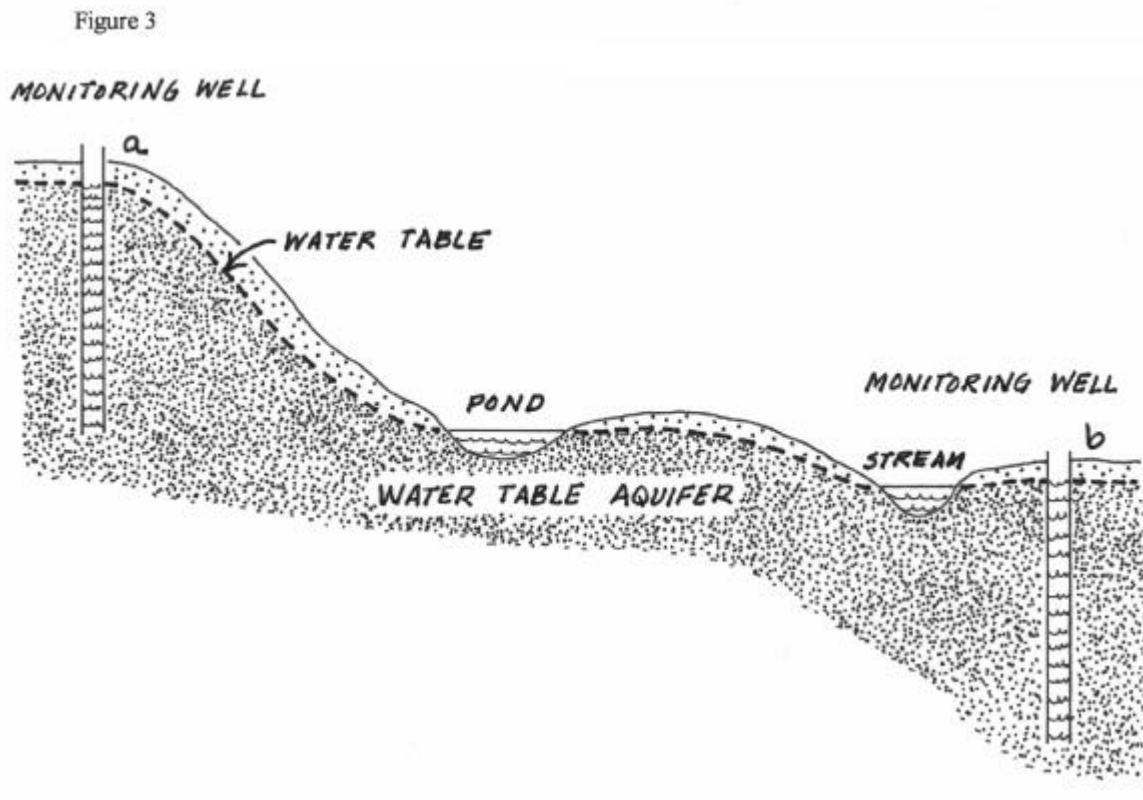 Figure 3
MONITORING WELL
a
WATER TABLE
POND
MONITORING WELL
b
STREAM
WATER TABLE AQUIFER